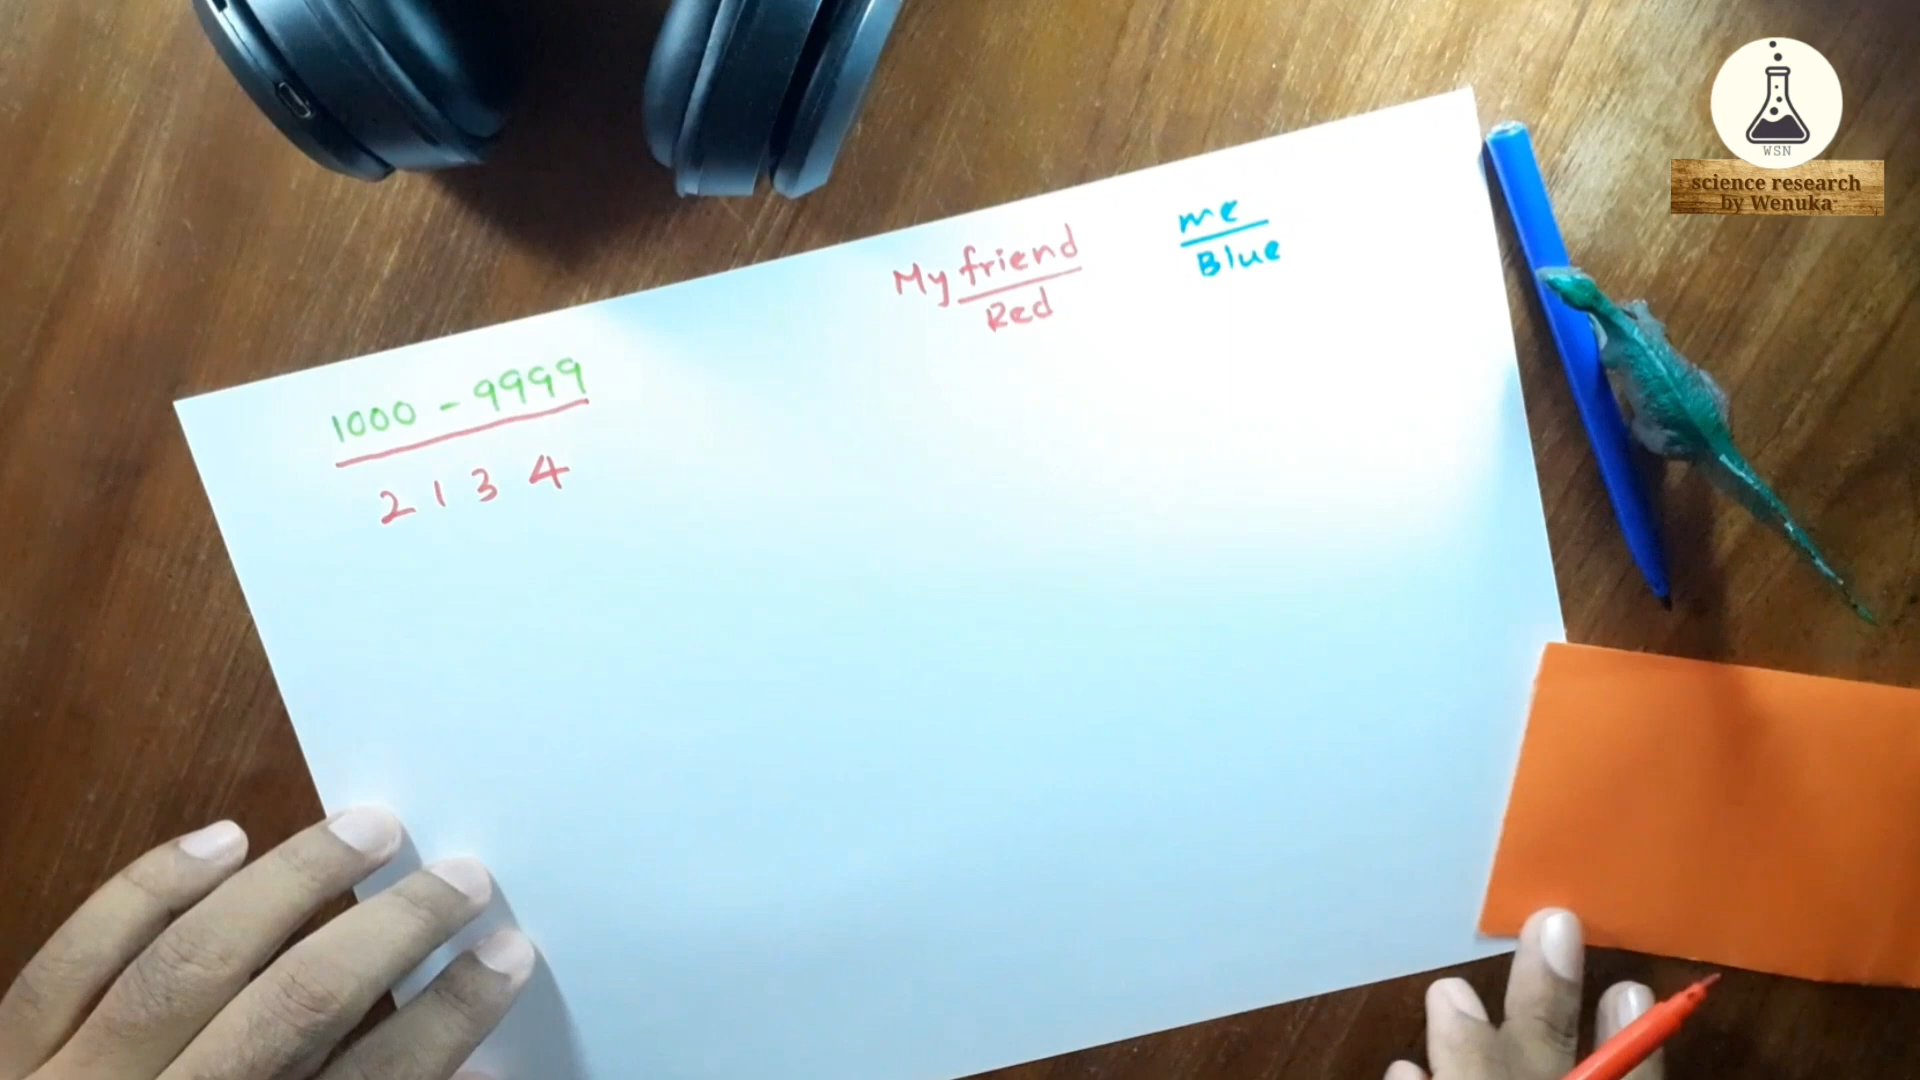 WSN
science research
by Wenuka
My friend
Red
me
Blue
1000 - 9999
2 1 3 4